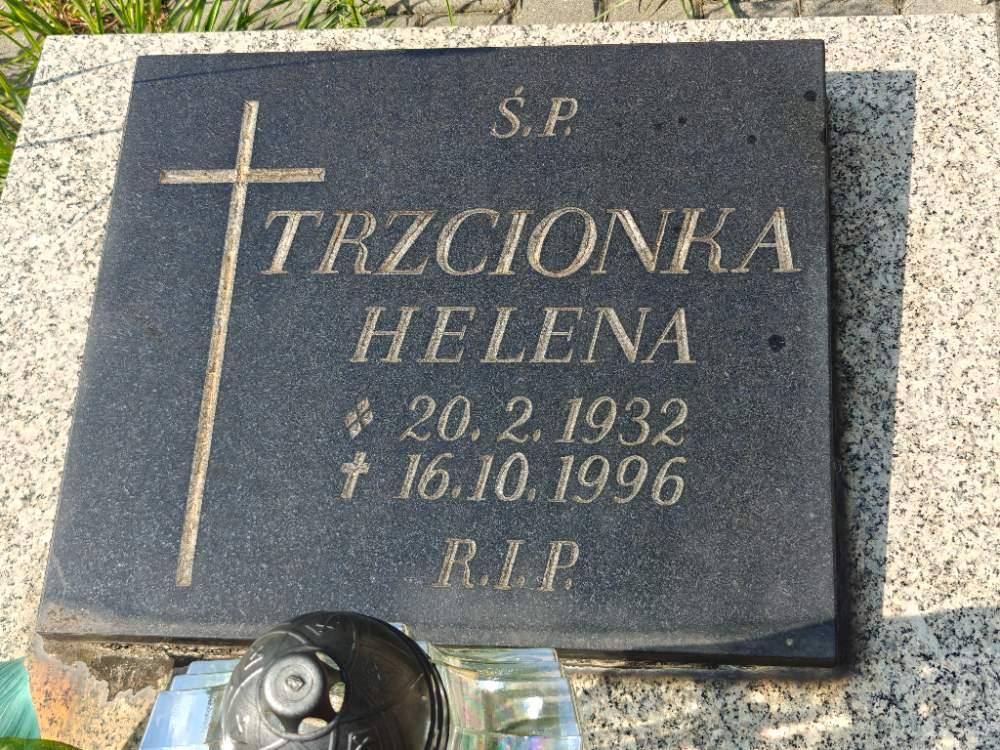 Ś.P.
TRZCIONKA
HELENA
20.2.1932
16.10.1996
R.I.P.